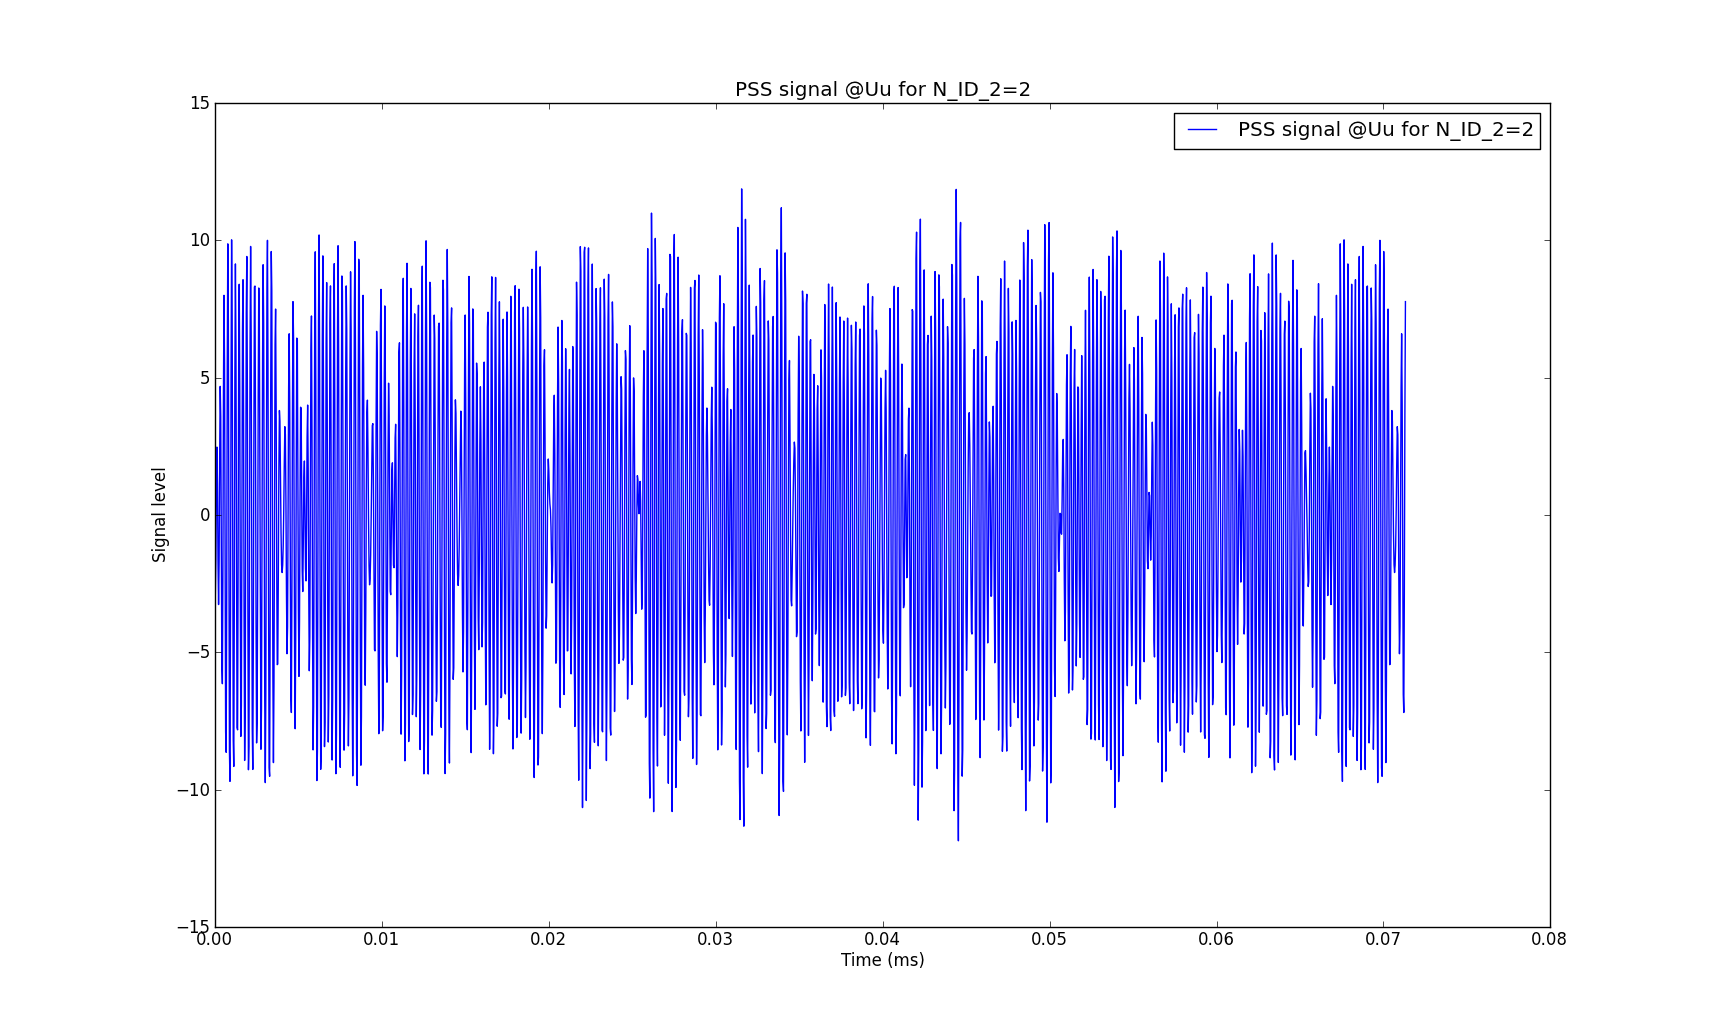 PSS signal @Uu for N_ID_2=2
PSS signal @Uu for N_ID_2=2
15
10
5
0
−5
−10
−15
Signal level
0.00 0.01 0.02 0.03 0.04 0.05 0.06 0.07 0.08
Time (ms)